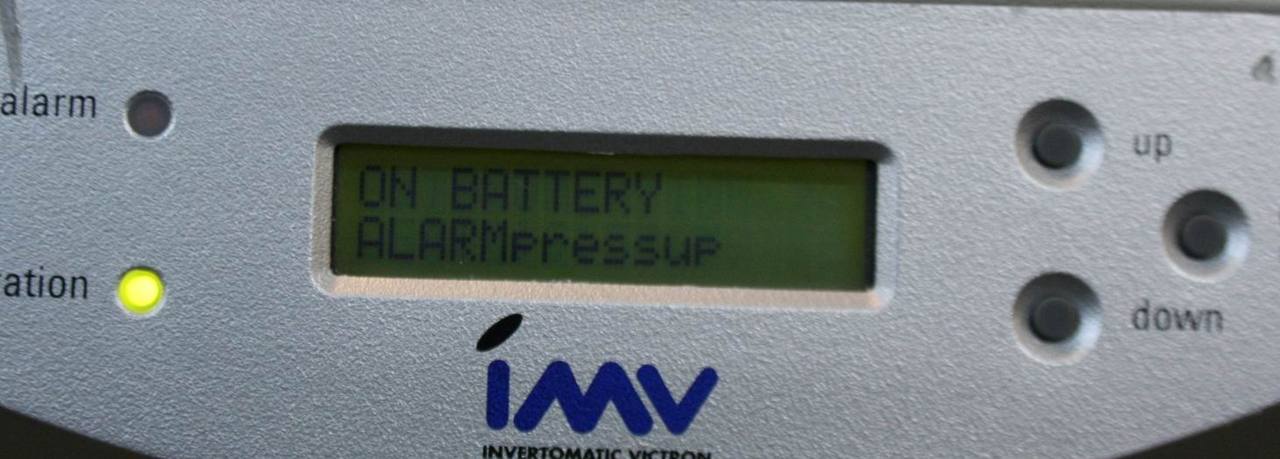 alarm
ON BATTERY
ALARMpressup
up
ation
down
imv
INVERTOMATIC VICTRON